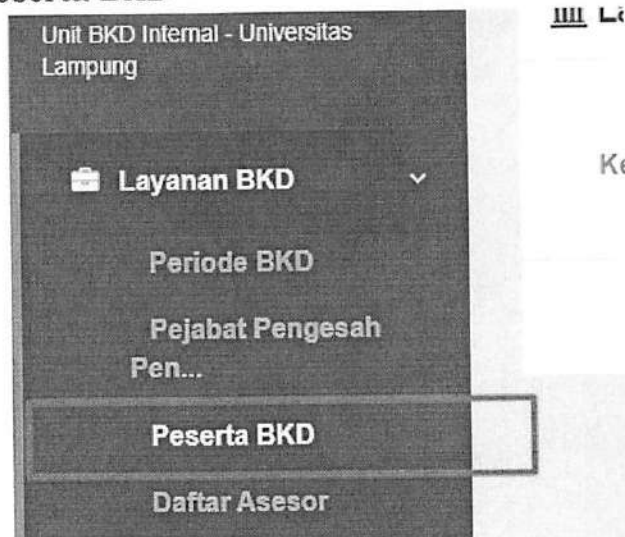 Unit BKD Internal - Universitas
Lampung
Layanan BKD
Periode BKD
Pejabat Pengesah
Pen...
Peserta BKD
Daftar Asesor